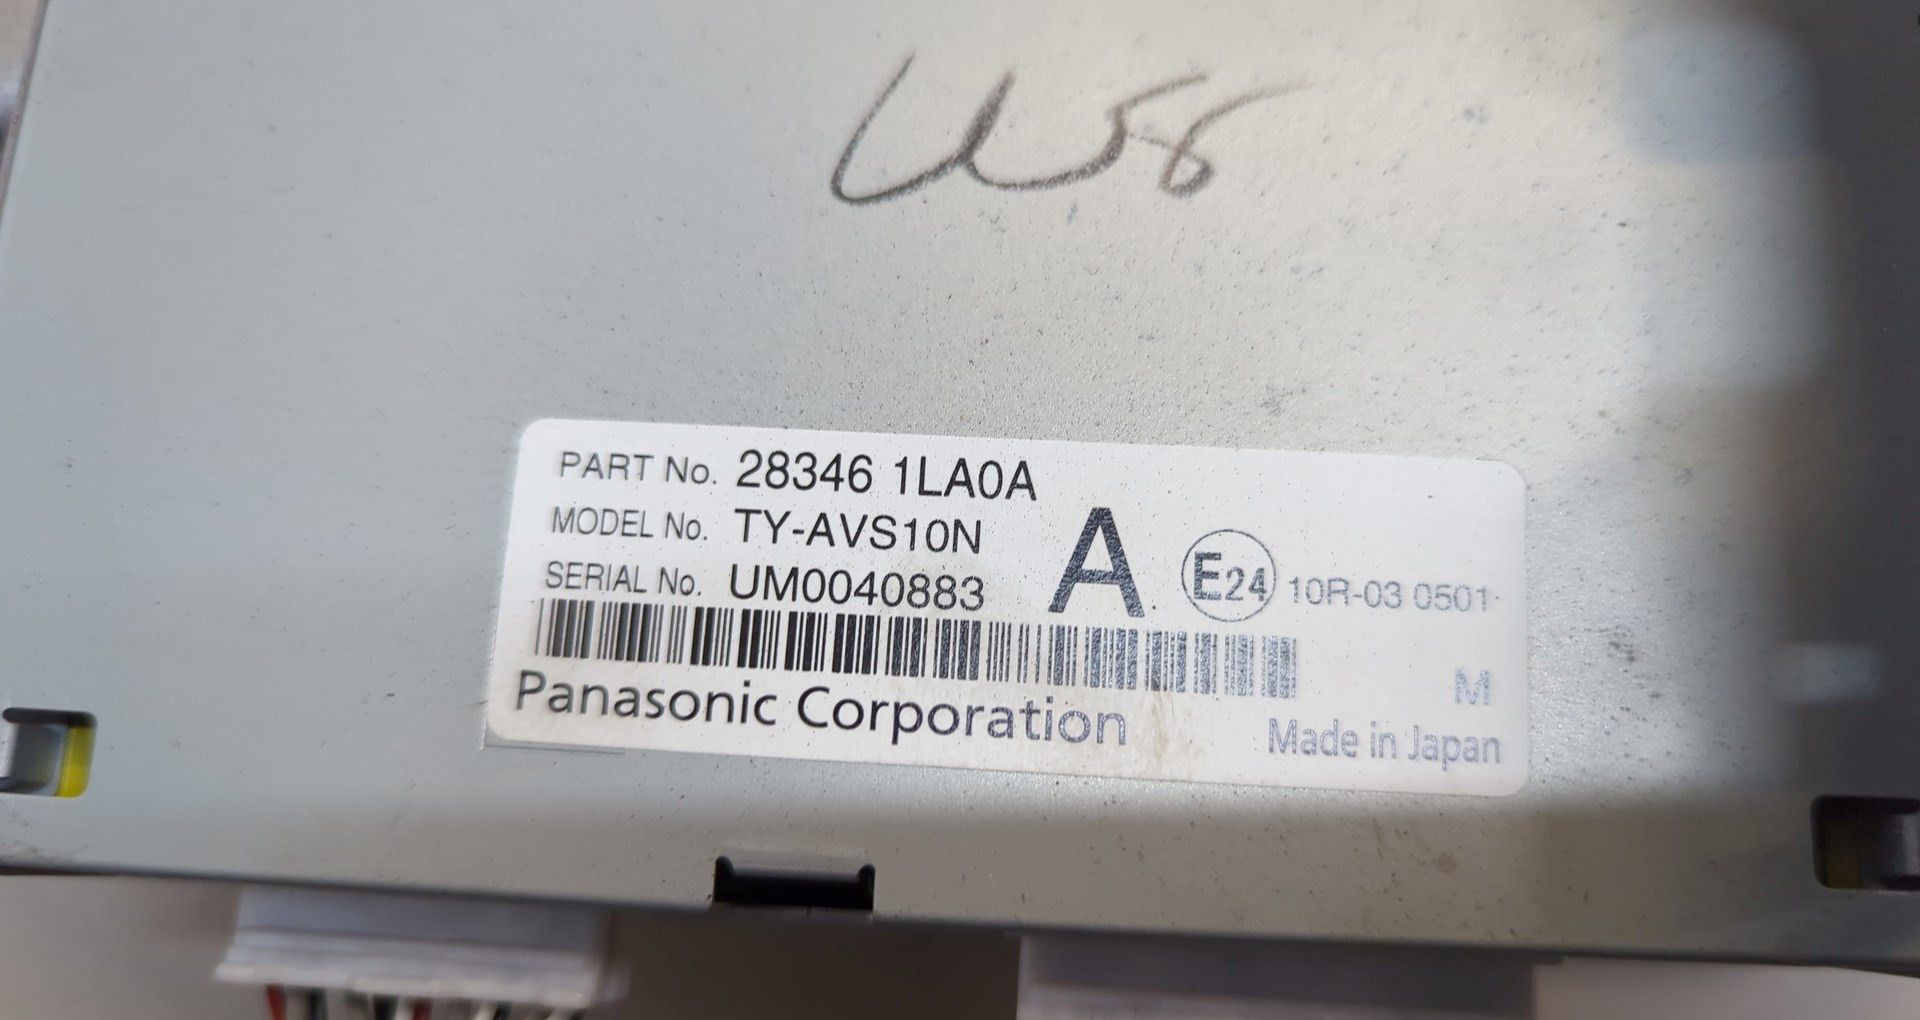 PART No. 28346 1LA0A
MODEL No. TY-AVS10N
SERIAL No. UM0040883
A
E24 10R-03 0501
M
Panasonic Corporation
Made in Japan